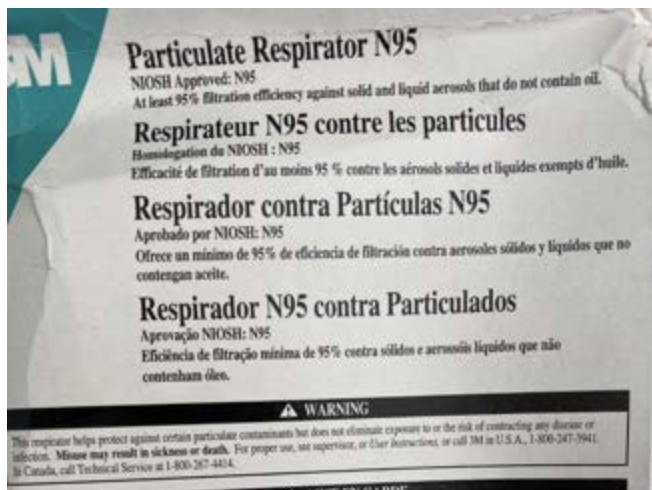 3M
Particulate Respirator N95
NIOSH Approved: N95
At least 95% filtration efficiency against solid and liquid aerosols that do not contain oil.
Respirateur N95 contre les particules
Homologation du NIOSH : N95
Efficacité de filtration d'au moins 95 % contre les aérosols solides et liquides exempts d'huile.
Respirador contra Partículas N95
Aprobado por NIOSH: N95
Ofrece un mínimo de 95% de eficiencia de filtración contra aerosoles sólidos y líquidos que no
contengan aceite.
Respirador N95 contra Particulados
Aprovação NIOSH: N95
Eficiência de filtração mínima de 95% contra sólidos e aerossóis líquidos que não
contenham óleo.
WARNING
This respirator helps protect against certain particulate contaminants but does not eliminate exposure to or the risk of contracting any disease or
infection. Misuse may result in sickness or death. For proper use, see supervisor, or User Instructions, or call 3M in U.S.A., 1-800-247-3941.
In Canada, call Technical Service at 1-800-267-4414.